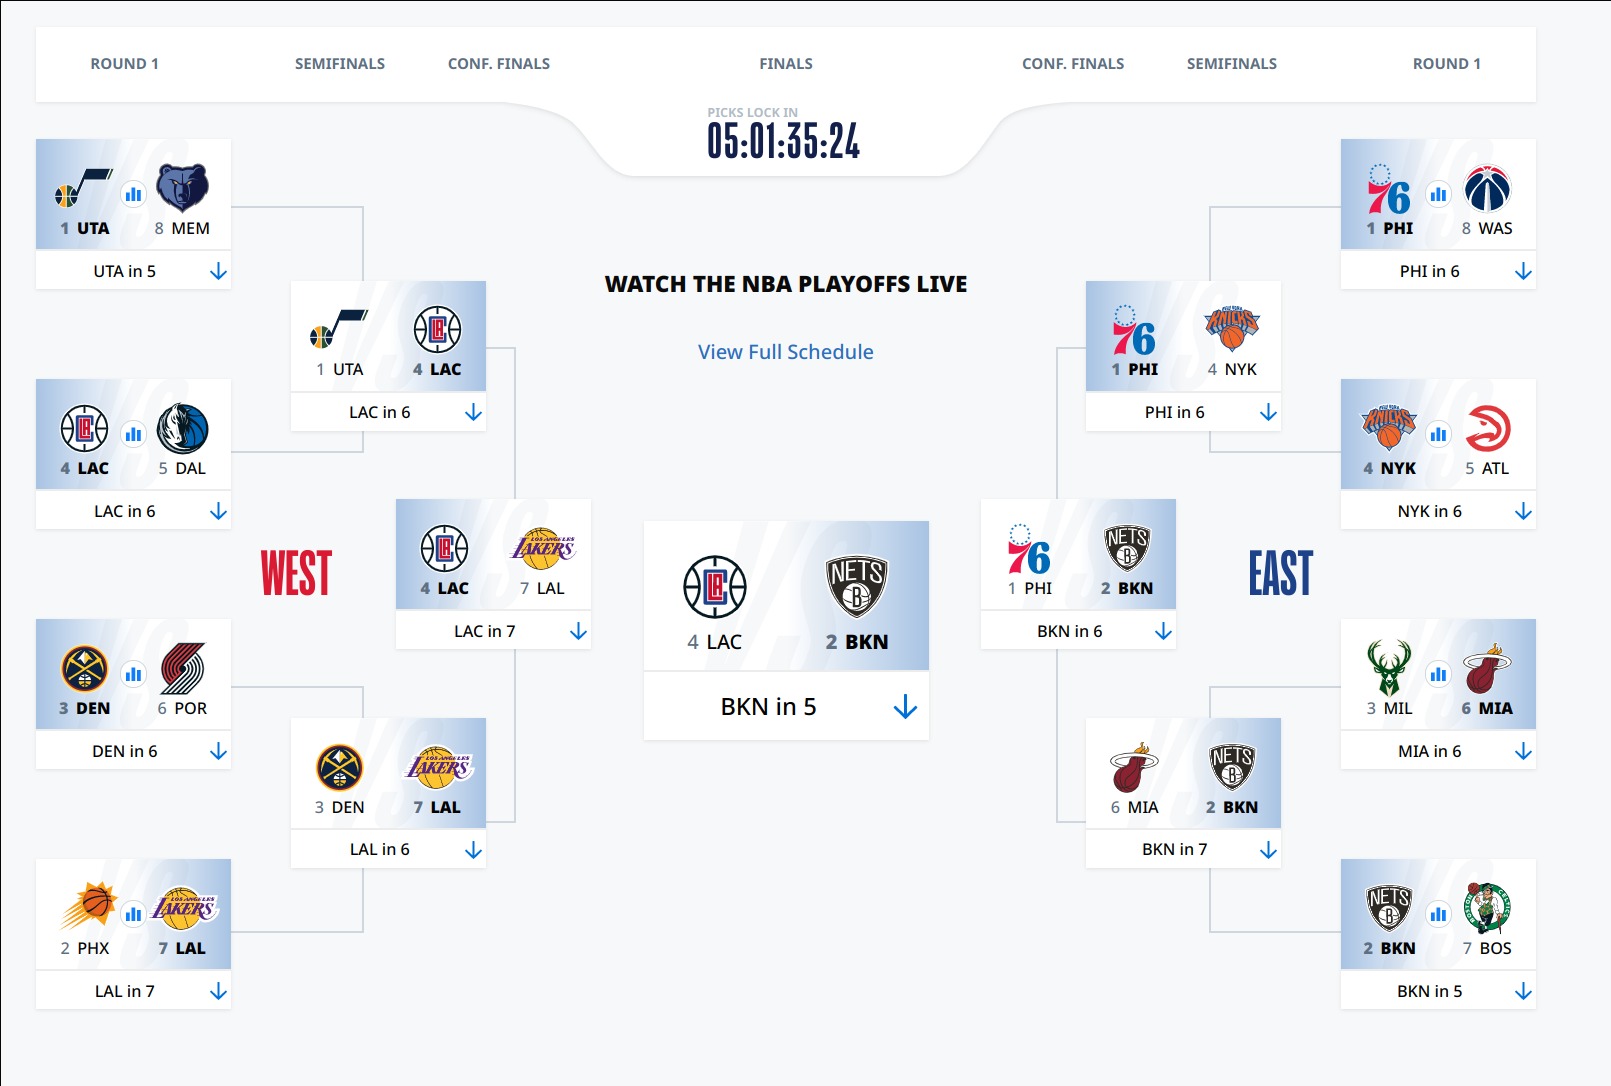 ROUND 1 SEMIFINALS CONF. FINALS FINALS CONF. FINALS SEMIFINALS ROUND 1
PICKS LOCK IN
05:01:35:24
1 UTA 8 MEM
UTA in 5
4 LAC 5 DAL
LAC in 6
3 DEN 6 POR
DEN in 6
2 PHX 7 LAL
LAL in 7
1 UTA 4 LAC
LAC in 6
3 DEN 7 LAL
LAL in 6
WEST
4 LAC 7 LAL
LAC in 7
WATCH THE NBA PLAYOFFS LIVE
View Full Schedule
4 LAC 2 BKN
BKN in 5
1 PHI 2 BKN
BKN in 6
EAST
1 PHI 4 NYK
PHI in 6
6 MIA 2 BKN
BKN in 7
1 PHI 8 WAS
PHI in 6
4 NYK 5 ATL
NYK in 6
3 MIL 6 MIA
MIA in 6
2 BKN 7 BOS
BKN in 5